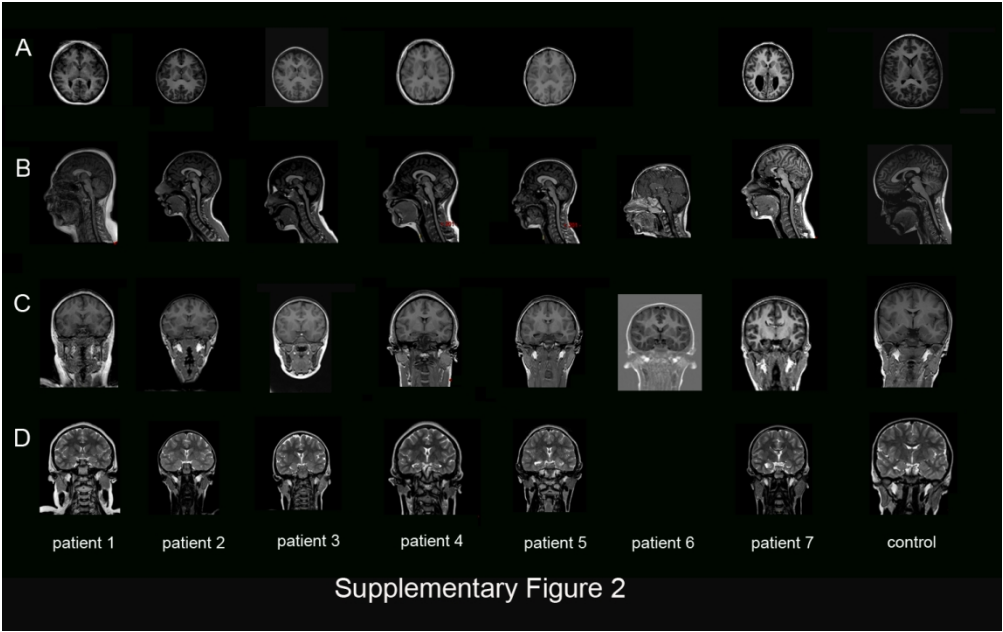 A
B
C
D
patient 1
patient 2
patient 3
patient 4
patient 5
patient 6
patient 7
control
Supplementary Figure 2